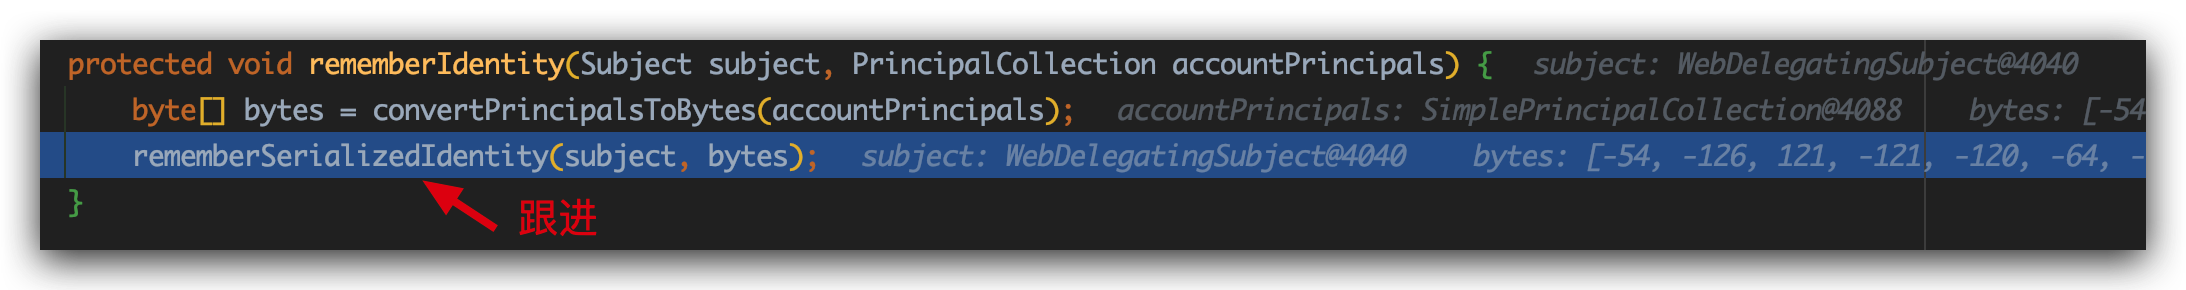 protected void rememberIdentity(Subject subject, PrincipalCollection accountPrincipals) { subject: WebDelegatingSubject@4040
byte[] bytes = convertPrincipalsToBytes(accountPrincipals); accountPrincipals: SimplePrincipalCollection@4088 bytes: [-54
rememberSerializedIdentity(subject, bytes); subject: WebDelegatingSubject@4040 bytes: [-54, -126, 121, -121, -120, -64, -
}
跟进